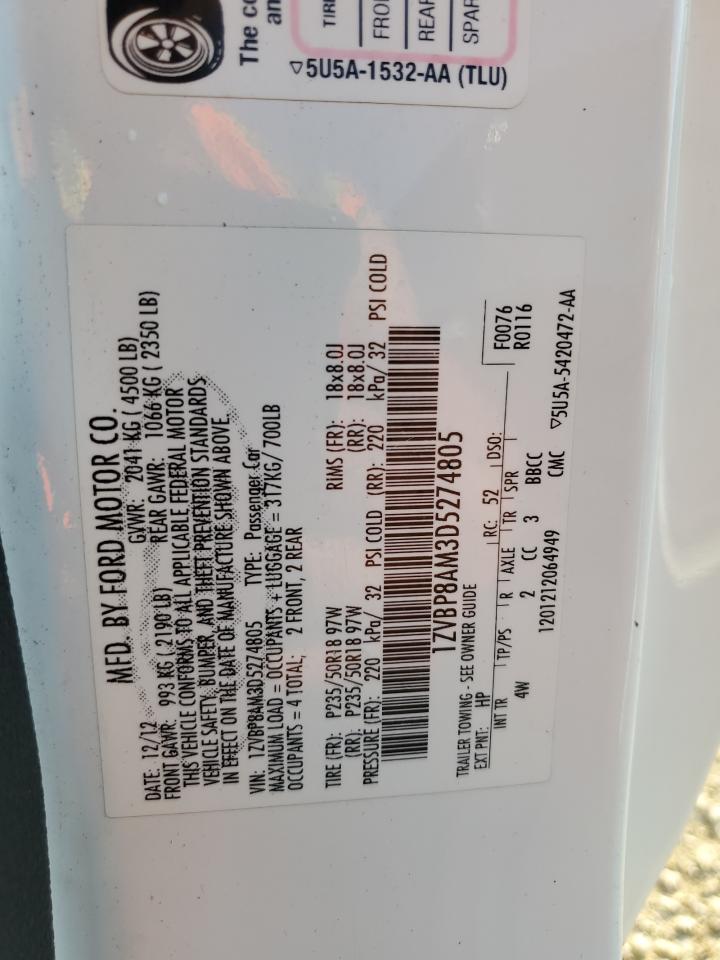 The co
an
TIRE
FRO
REAR
SPAR
▽5U5A-1532-AA (TLU)
MFD. BY FORD MOTOR CO.
DATE: 12/12 GVWR: 2041 KG ( 4500 LB)
FRONT GAWR: 993 KG ( 2190 LB) REAR GAWR: 1066 KG ( 2350 LB)
THIS VEHICLE CONFORMS TO ALL APPLICABLE FEDERAL MOTOR
VEHICLE SAFETY, BUMPER, AND THEFT PREVENTION STANDARDS
IN EFFECT ON THE DATE OF MANUFACTURE SHOWN ABOVE.
VIN: 1ZVBP8AM3D5274805 TYPE: Passenger Car
MAXIMUM LOAD = OCCUPANTS + LUGGAGE = 317KG/700LB
OCCUPANTS = 4 TOTAL; 2 FRONT, 2 REAR
TIRE (FR): P235/50R18 97W RIMS (FR): 18x8.0J
(RR): P235/50R18 97W (RR): 18x8.0J
PRESSURE (FR): 220 kPa/ 32 PSI COLD (RR): 220 kPa/ 32 PSI COLD
1ZVBP8AM3D5274805
TRAILER TOWING - SEE OWNER GUIDE
EXT PNT: HP RC: 52 DSO: F0076
R0116
INT TR TP/PS R AXLE TR SPR
4W 2 CC 3 BBCC
1201212064949 CMC ▽5U5A-5420472-AA